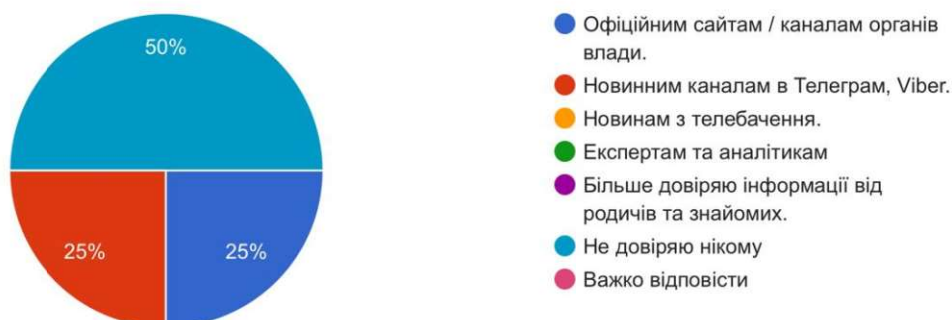 50%
25%
25%
Офіційним сайтам / каналам органів
влади.
Новинним каналам в Телеграм, Viber.
Новинам з телебачення.
Експертам та аналітикам
Більше довіряю інформації від
родичів та знайомих.
Не довіряю нікому
Важко відповісти